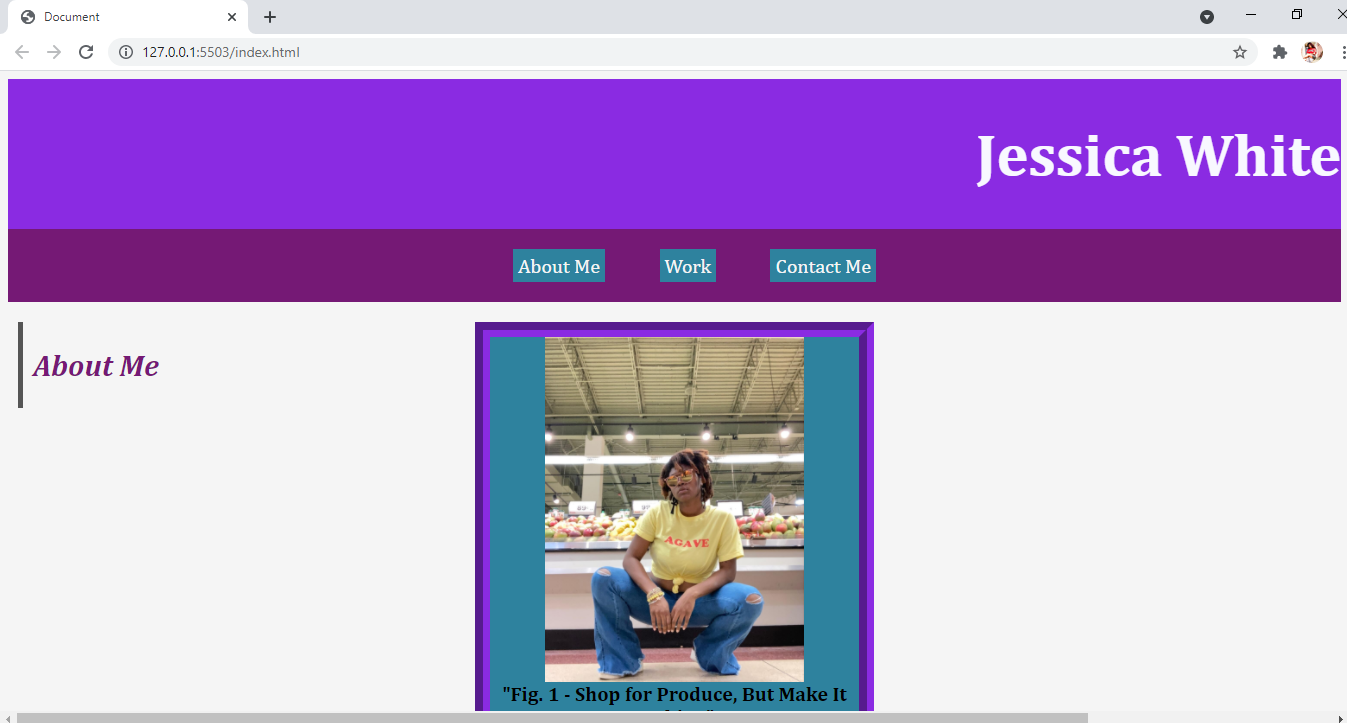 Document
127.0.0.1:5503/index.html
Jessica White
About Me Work Contact Me
About Me
AGAVE
"Fig. 1 - Shop for Produce, But Make It